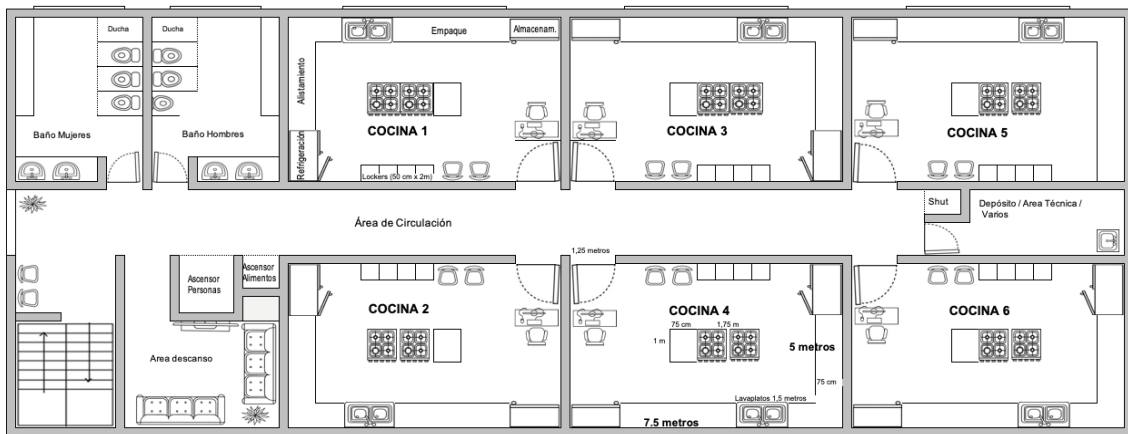 Ducha
Ducha
Empaque
Almacenam.
Alistamiento
Baño Mujeres
Baño Hombres
COCINA 1
COCINA 3
COCINA 5
Refrigeración
Lockers (50 cm x 2m)
Shut
Depósito / Area Técnica /
Varios
Área de Circulación
1,25 metros
Ascensor
Personas
Ascensor
Alimentos
COCINA 2
COCINA 4
COCINA 6
75 cm
1,75 m
1 m
5 metros
Area descanso
75 cm
Lavaplatos 1,5 metros
7.5 metros